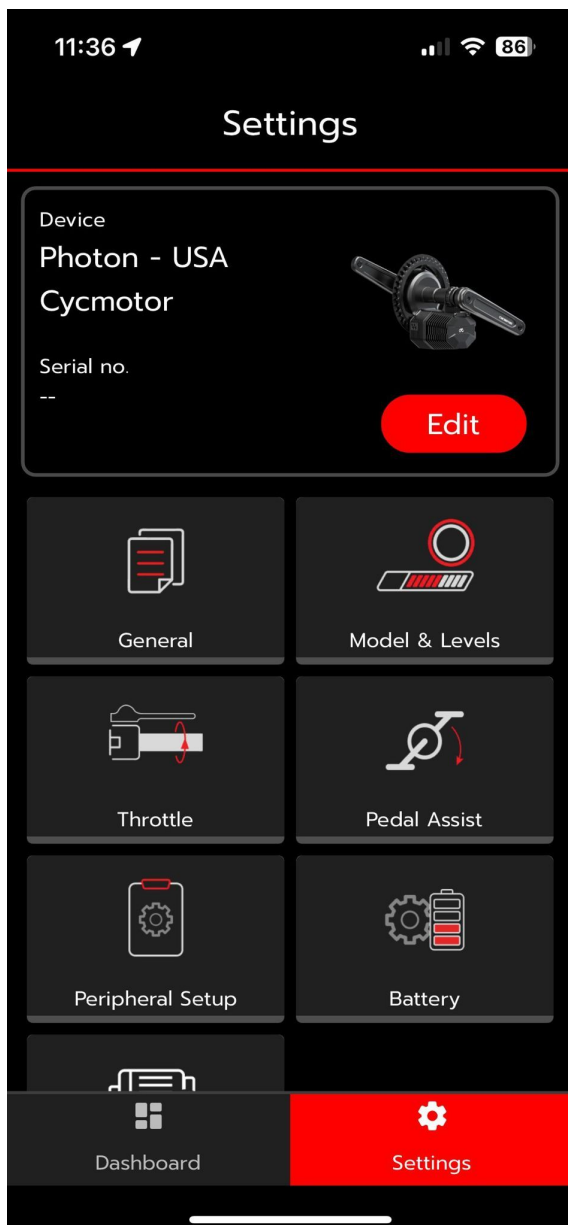 11:36
86
Settings
Device
Photon - USA
Cycmotor
Serial no.
--
Edit
General
Model & Levels
Throttle
Pedal Assist
Peripheral Setup
Battery
Dashboard
Settings